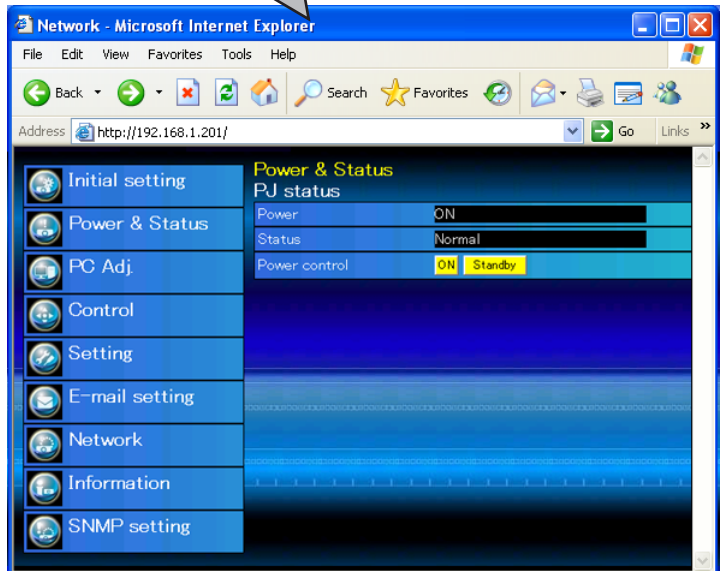 Network - Microsoft Internet Explorer
File Edit View Favorites Tools Help
Back Search Favorites
Address http://192.168.1.201/ Go Links »
Initial setting
Power & Status
PC Adj.
Control
Setting
E-mail setting
Network
Information
SNMP setting
Power & Status
PJ status
Power ON
Status Normal
Power control ON Standby